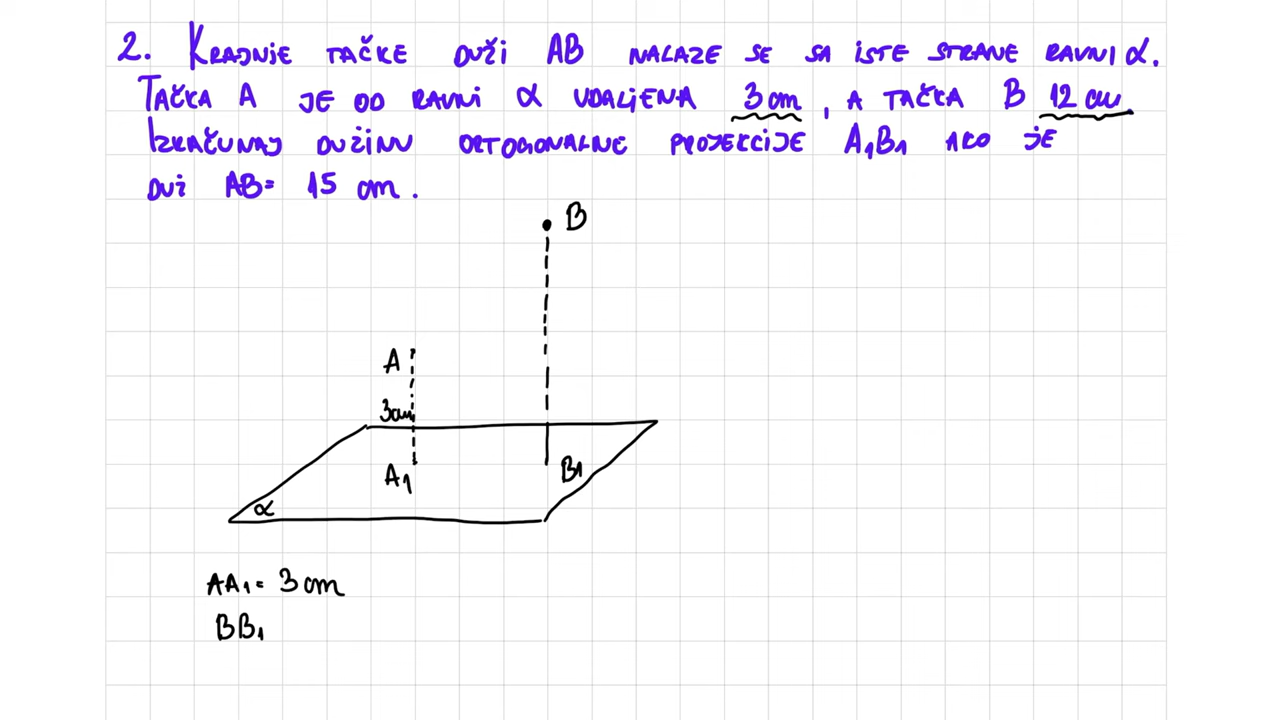 2. KRAJNJE TAČKE DUŽI AB NALAZE SE SA ISTE STRANE RAVNI α.
TAČKA A JE OD RAVNI α UDALJENA 3 cm, A TAČKA B 12 cm
IZRAČUNAJ DUŽINU ORTOGONALNE PROJEKCIJE A₁B₁ AKO JE
DUŽ AB = 15 cm.
B
A
3cm
A₁
B₁
α
AA₁ = 3 cm
BB₁